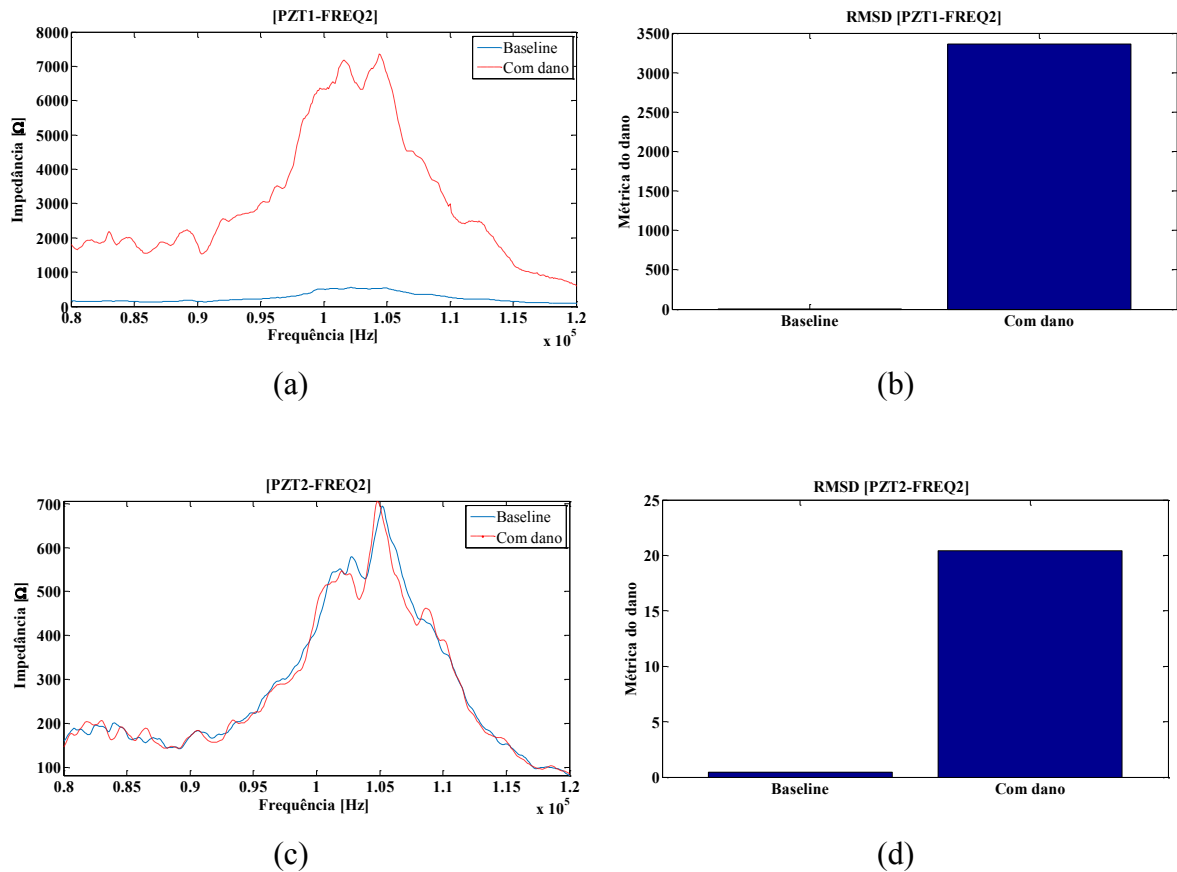 [PZT1-FREQ2]
Impedância [Ω]
8000
7000
6000
5000
4000
3000
2000
1000
0
Baseline
Com dano
0.8 0.85 0.9 0.95 1 1.05 1.1 1.15 1.2
x 10⁵
Frequência [Hz]
(a)
RMSD [PZT1-FREQ2]
Métrica do dano
3500
3000
2500
2000
1500
1000
500
0
Baseline Com dano
(b)
[PZT2-FREQ2]
Impedância [Ω]
700
600
500
400
300
200
100
Baseline
Com dano
0.8 0.85 0.9 0.95 1 1.05 1.1 1.15 1.2
x 10⁵
Frequência [Hz]
(c)
RMSD [PZT2-FREQ2]
Métrica do dano
25
20
15
10
5
0
Baseline Com dano
(d)